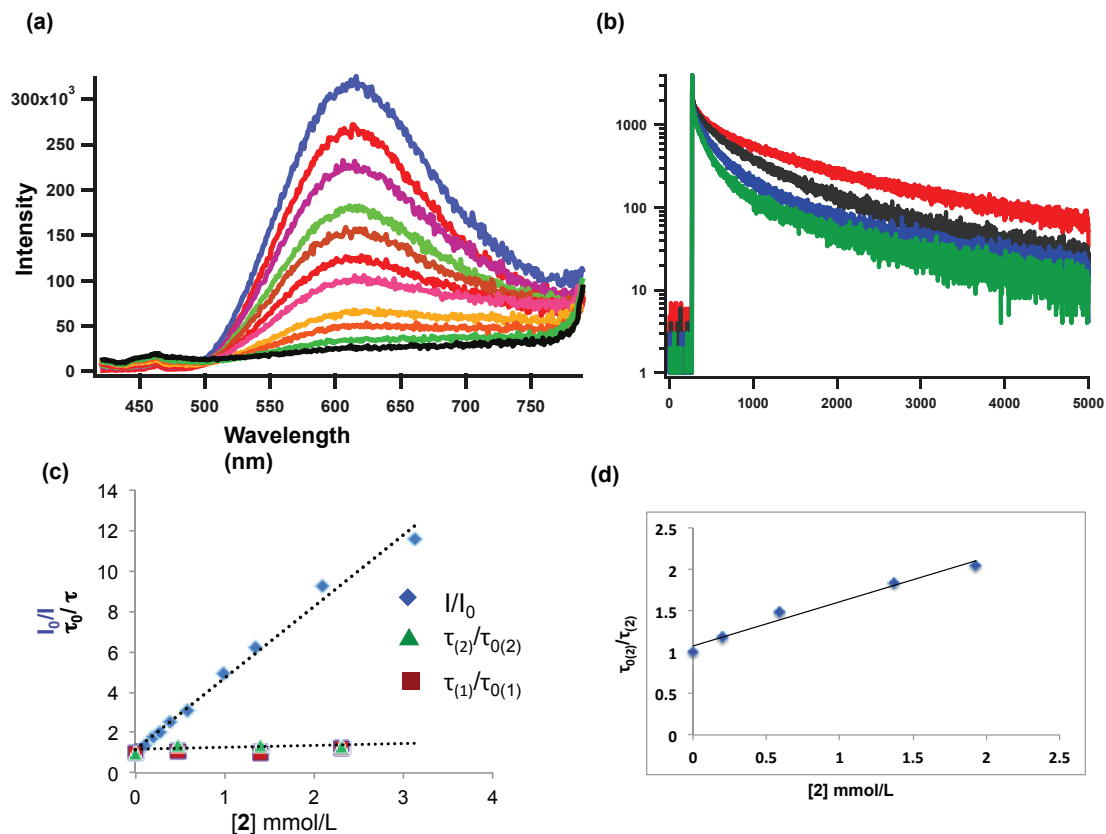 (a)
300x10³
250
200
150
100
50
0
Intensity
450 500 550 600 650 700 750
Wavelength
(nm)
(b)
1000
100
10
1
0 1000 2000 3000 4000 5000
(c)
14
12
10
8
6
4
2
0
I₀/I
τ₀/ τ
I/I₀
τ₍₂₎/τ₀₍₂₎
τ₍₁₎/τ₀₍₁₎
0 1 2 3 4
[2] mmol/L
(d)
2.5
2
1.5
1
0.5
0
τ₀₍₂₎/τ₍₂₎
0 0.5 1 1.5 2 2.5
[2] mmol/L